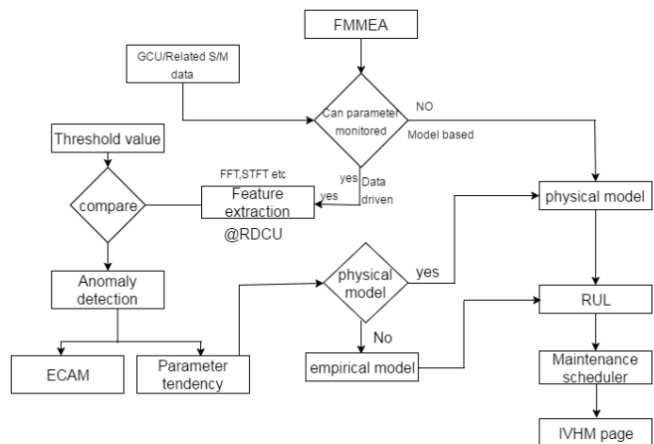 FMMEA
GCU/Related S/M
data
Can parameter
monitored
NO
Model based
Threshold value
FFT,STFT etc
yes
Data
driven
Feature
extraction
yes
@RDCU
compare
physical model
Anomaly
detection
physical
model
yes
RUL
No
ECAM
Parameter
tendency
empirical model
Maintenance
scheduler
IVHM page